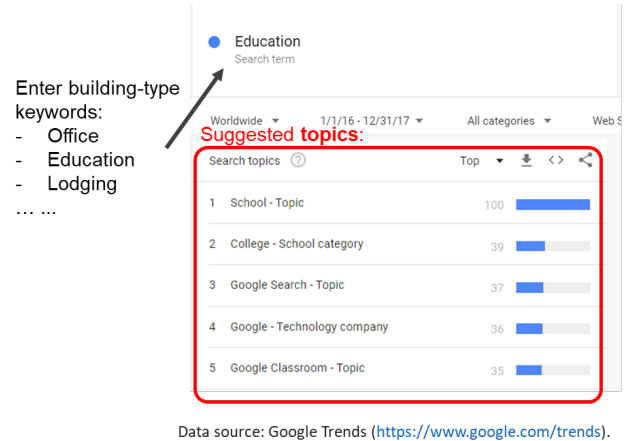 Education
Search term
Enter building-type
keywords:
- Office
- Education
- Lodging
... ...
Worldwide 1/1/16 - 12/31/17 All categories Web S
Suggested topics:
Search topics ? Top <>
1 School - Topic 100
2 College - School category 39
3 Google Search - Topic 37
4 Google - Technology company 36
5 Google Classroom - Topic 35
Data source: Google Trends (https://www.google.com/trends).